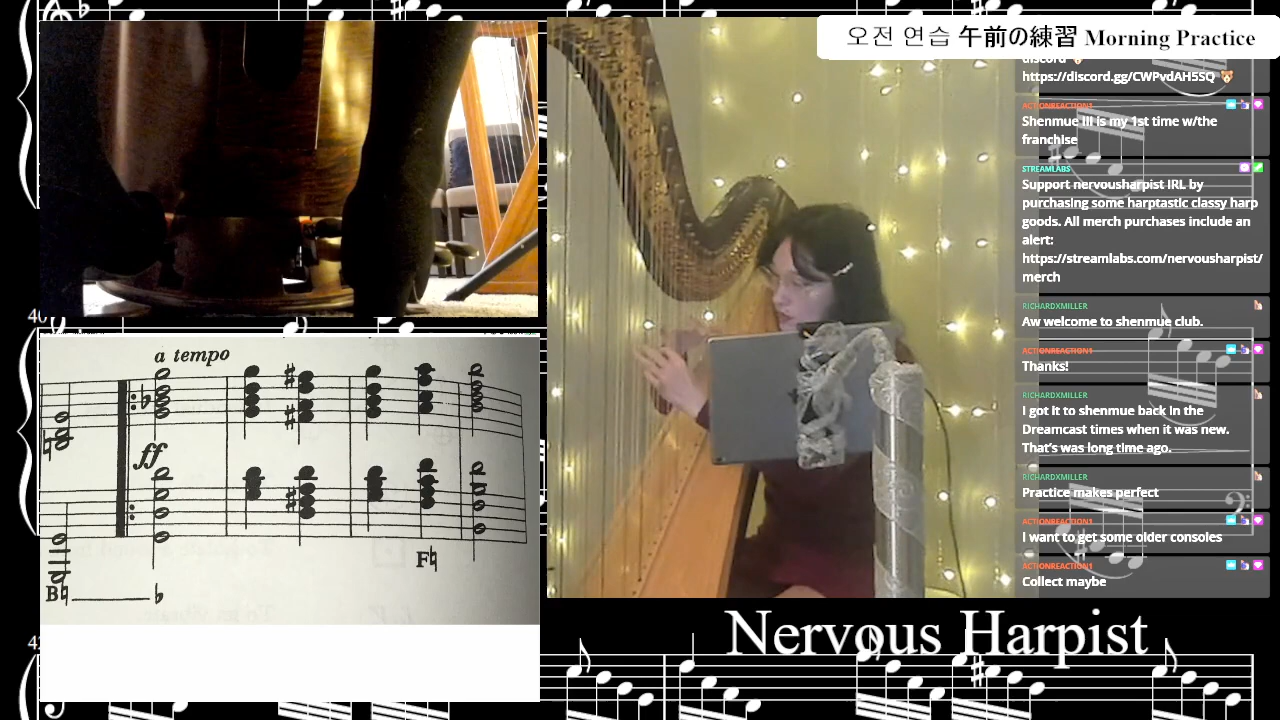 오전 연습 午前の練習 Morning Practice
discord
https://discord.gg/CWPvdAH5SQ
ACTIONREACTION1
Shenmue III is my 1st time w/the
franchise
STREAMLABS
Support nervousharpist IRL by
purchasing some harptastic classy harp
goods. All merch purchases include an
alert:
https://streamlabs.com/nervousharpist/
merch
RICHARDXMILLER
Aw welcome to shenmue club.
ACTIONREACTION1
Thanks!
RICHARDXMILLER
I got it to shenmue back in the
Dreamcast times when it was new.
That's was long time ago.
RICHARDXMILLER
Practice makes perfect
ACTIONREACTION1
I want to get some older consoles
ACTIONREACTION1
Collect maybe
a tempo
ff
F♮
B♮ ♭
Nervous Harpist